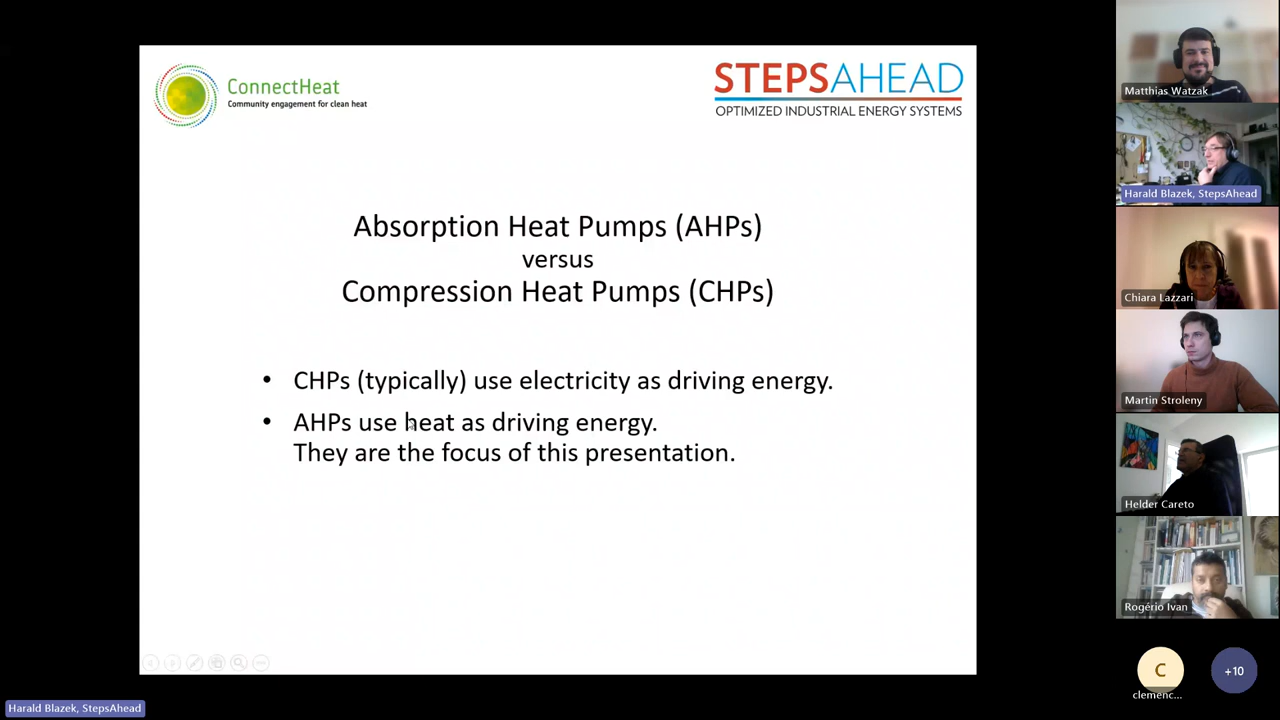 ConnectHeat
Community engagement for clean heat
STEPSAHEAD
OPTIMIZED INDUSTRIAL ENERGY SYSTEMS
Absorption Heat Pumps (AHPs)
versus
Compression Heat Pumps (CHPs)
• CHPs (typically) use electricity as driving energy.
• AHPs use heat as driving energy.
They are the focus of this presentation.
Matthias Watzak
Harald Blazek, StepsAhead
Chiara Lazzari
Martin Stroleny
Helder Careto
Rogério Ivan
C
clemenc...
+10
Harald Blazek, StepsAhead